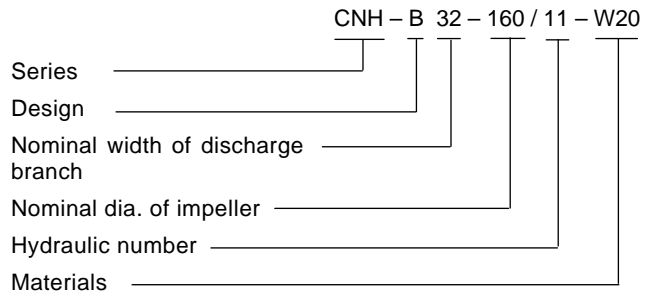 CNH – B 32 – 160 / 11 – W20
Series
Design
Nominal width of discharge
branch
Nominal dia. of impeller
Hydraulic number
Materials